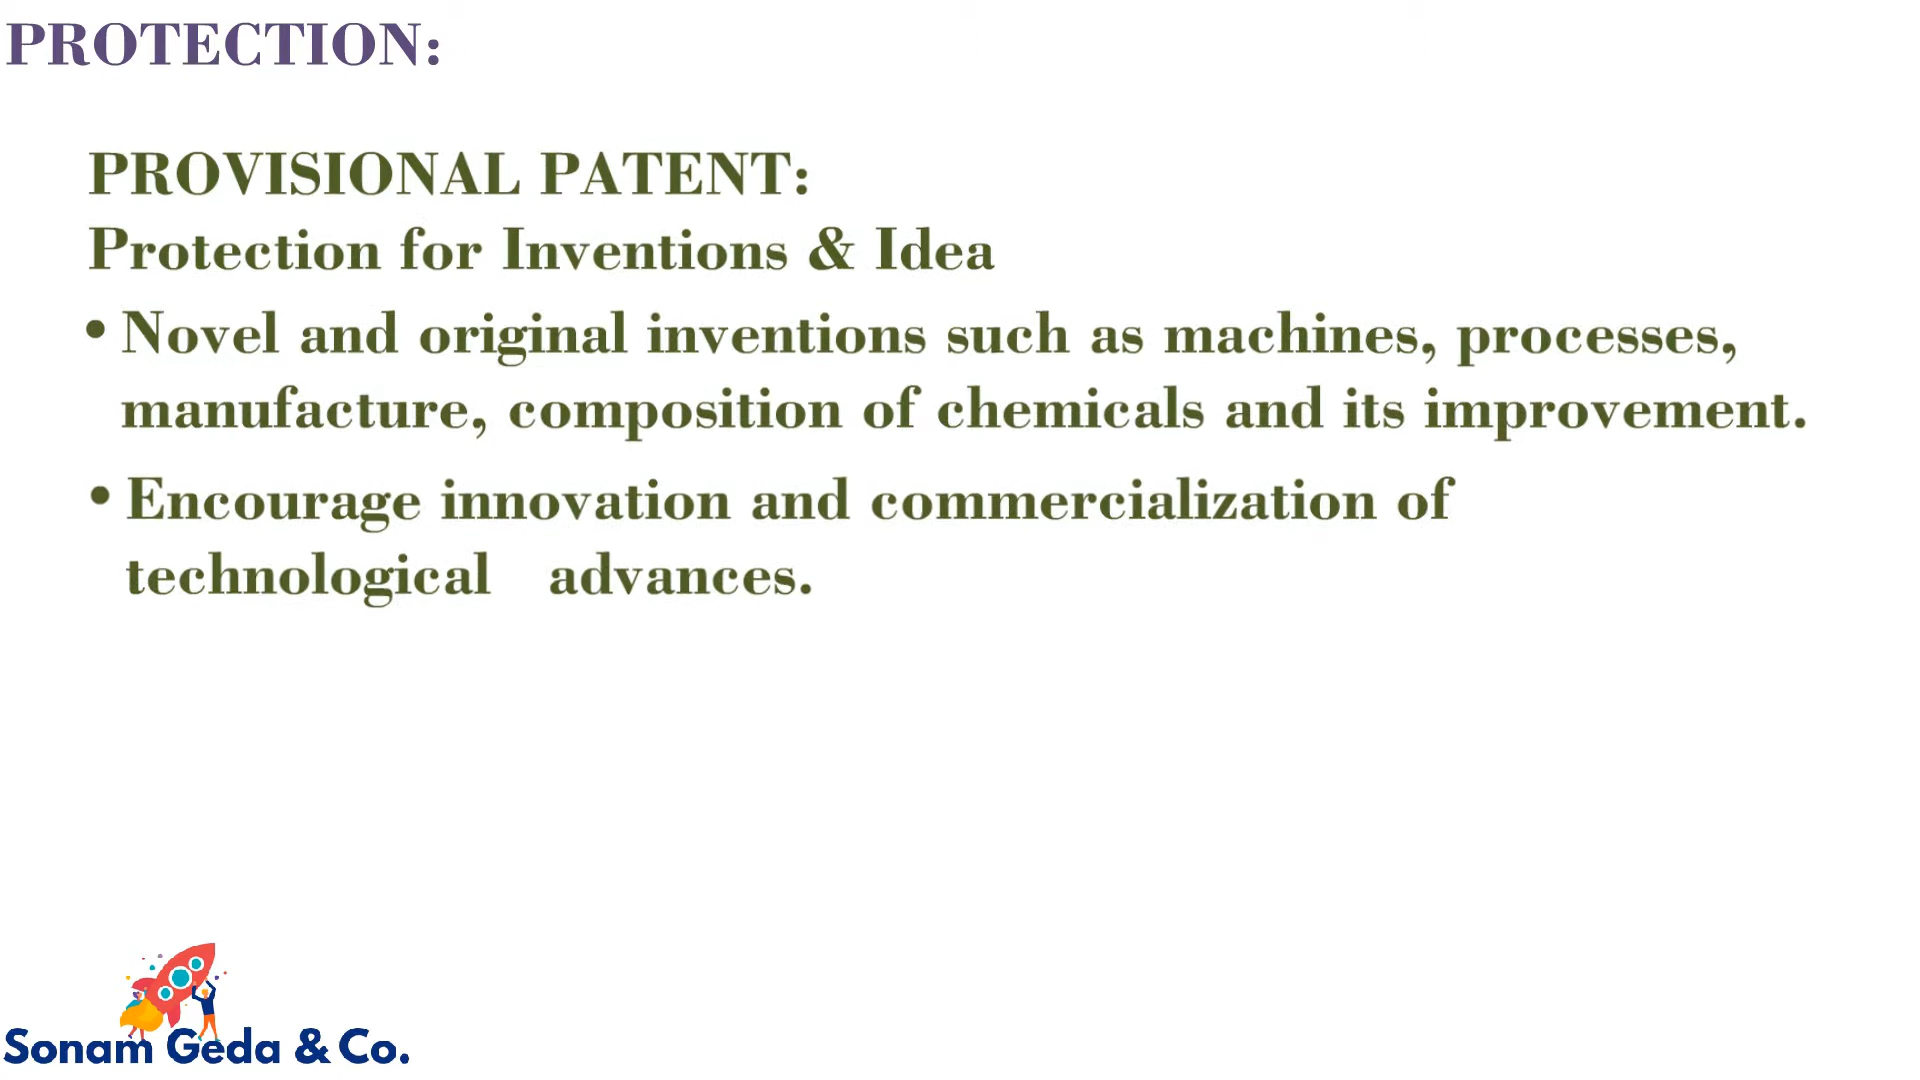 PROTECTION:
PROVISIONAL PATENT:
Protection for Inventions & Idea
• Novel and original inventions such as machines, processes,
manufacture, composition of chemicals and its improvement.
• Encourage innovation and commercialization of
technological advances.
Sonam Geda & Co.